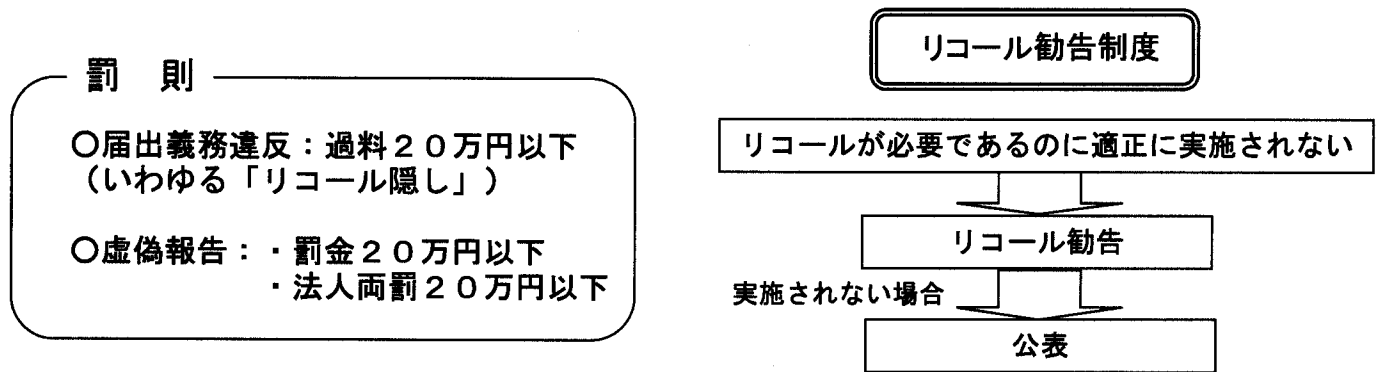 罰　則
〇届出義務違反：過料２０万円以下
（いわゆる「リコール隠し」）
〇虚偽報告：・罰金２０万円以下
・法人両罰２０万円以下
リコール勧告制度
リコールが必要であるのに適正に実施されない
リコール勧告
実施されない場合
公表